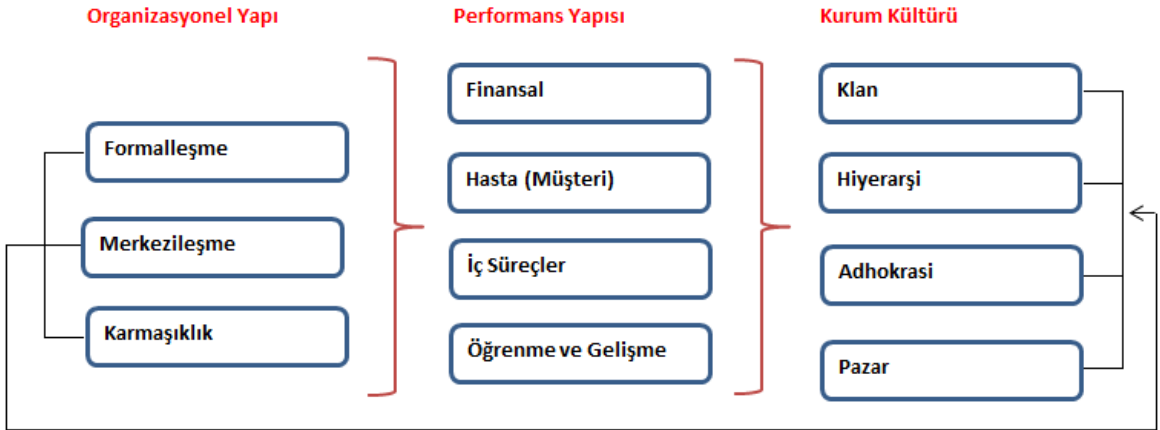 Organizasyonel Yapı
Formalleşme
Merkezileşme
Karmaşıklık
Performans Yapısı
Finansal
Hasta (Müşteri)
İç Süreçler
Öğrenme ve Gelişme
Kurum Kültürü
Klan
Hiyerarşi
Adhokrasi
Pazar